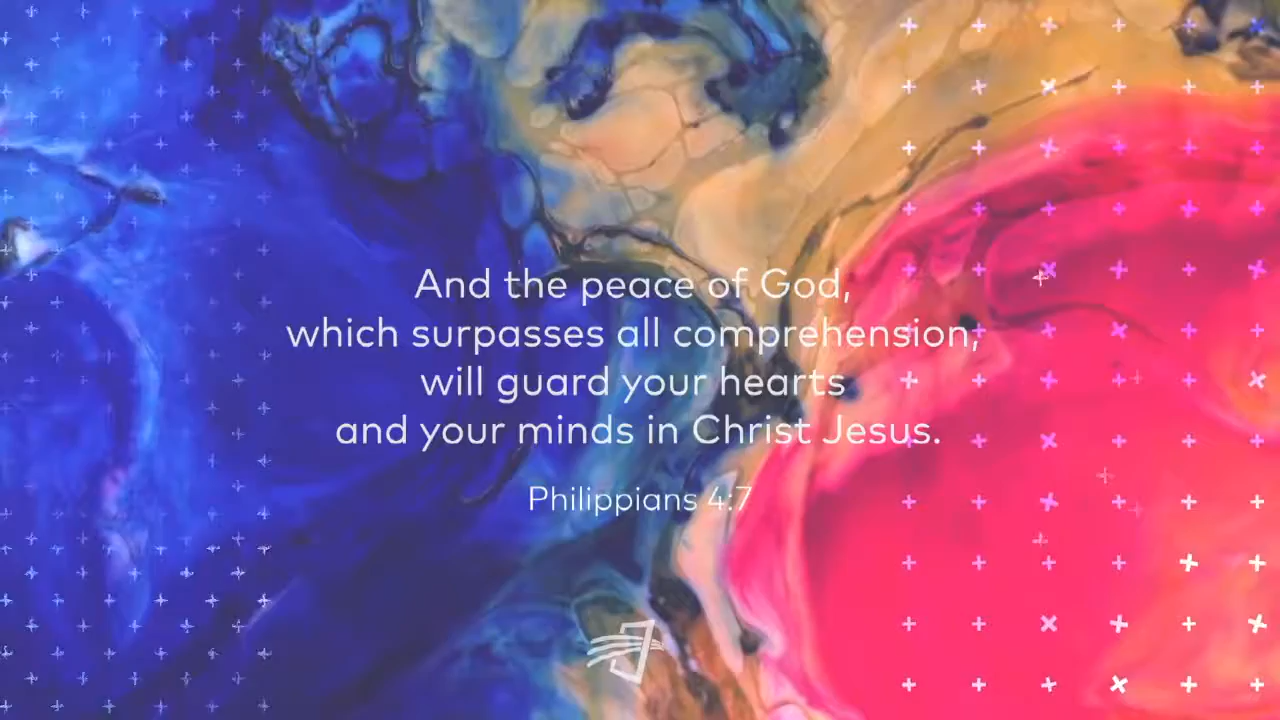 And the peace of God,
which surpasses all comprehension,
will guard your hearts
and your minds in Christ Jesus.
Philippians 4:7